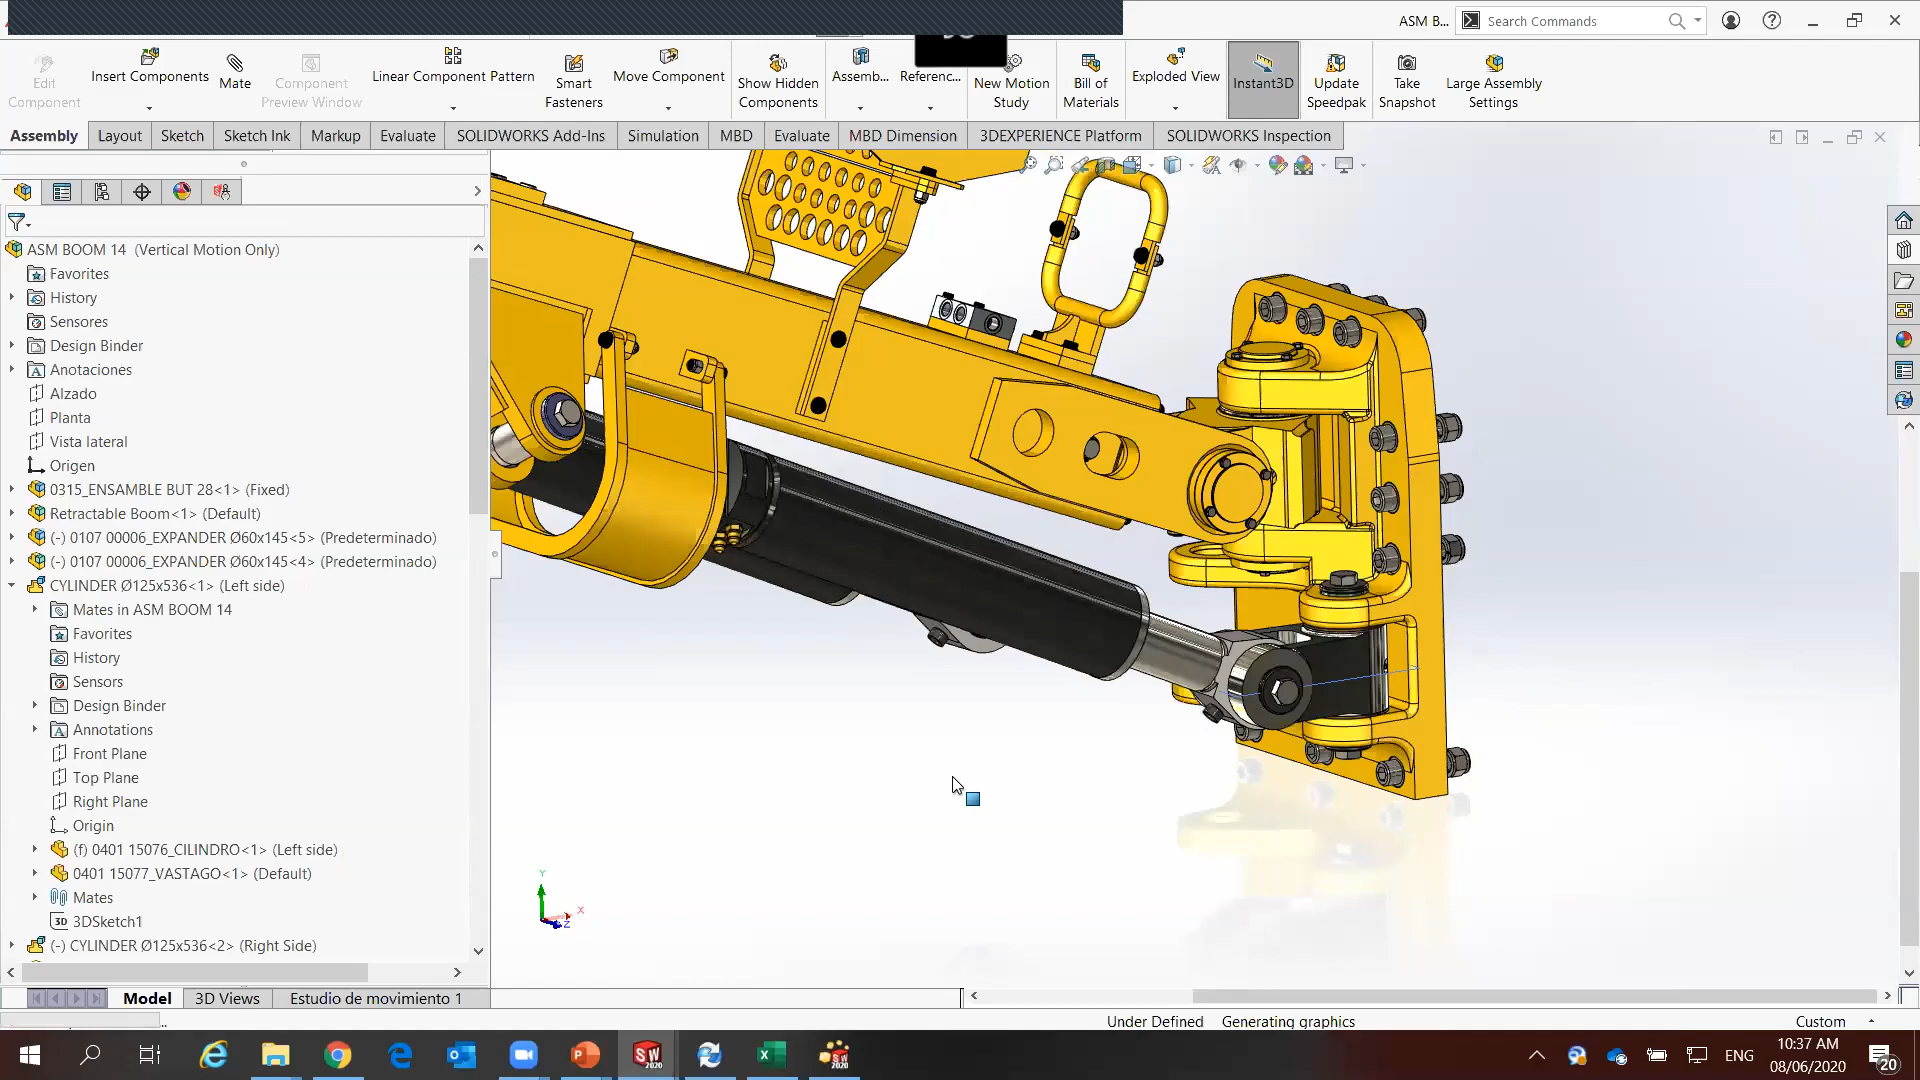 ASM B...
Search Commands
Edit Component
Insert Components
Mate
Component Preview Window
Linear Component Pattern
Smart Fasteners
Move Component
Show Hidden Components
Assemb...
Referenc...
New Motion Study
Bill of Materials
Exploded View
Instant3D
Update Speedpak
Take Snapshot
Large Assembly Settings
Assembly
Layout
Sketch
Sketch Ink
Markup
Evaluate
SOLIDWORKS Add-Ins
Simulation
MBD
Evaluate
MBD Dimension
3DEXPERIENCE Platform
SOLIDWORKS Inspection
ASM BOOM 14 (Vertical Motion Only)
Favorites
History
Sensores
Design Binder
Anotaciones
Alzado
Planta
Vista lateral
Origen
0315_ENSAMBLE BUT 28<1> (Fixed)
Retractable Boom<1> (Default)
(-) 0107 00006_EXPANDER Ø60x145<5> (Predeterminado)
(-) 0107 00006_EXPANDER Ø60x145<4> (Predeterminado)
CYLINDER Ø125x536<1> (Left side)
Mates in ASM BOOM 14
Favorites
History
Sensors
Design Binder
Annotations
Front Plane
Top Plane
Right Plane
Origin
(f) 0401 15076_CILINDRO<1> (Left side)
0401 15077_VASTAGO<1> (Default)
Mates
3D 3DSketch1
(-) CYLINDER Ø125x536<2> (Right Side)
Y
X
Z
Model
3D Views
Estudio de movimiento 1
Under Defined
Generating graphics
Custom
SW 2020
SW 2020
ENG
10:37 AM
08/06/2020
20